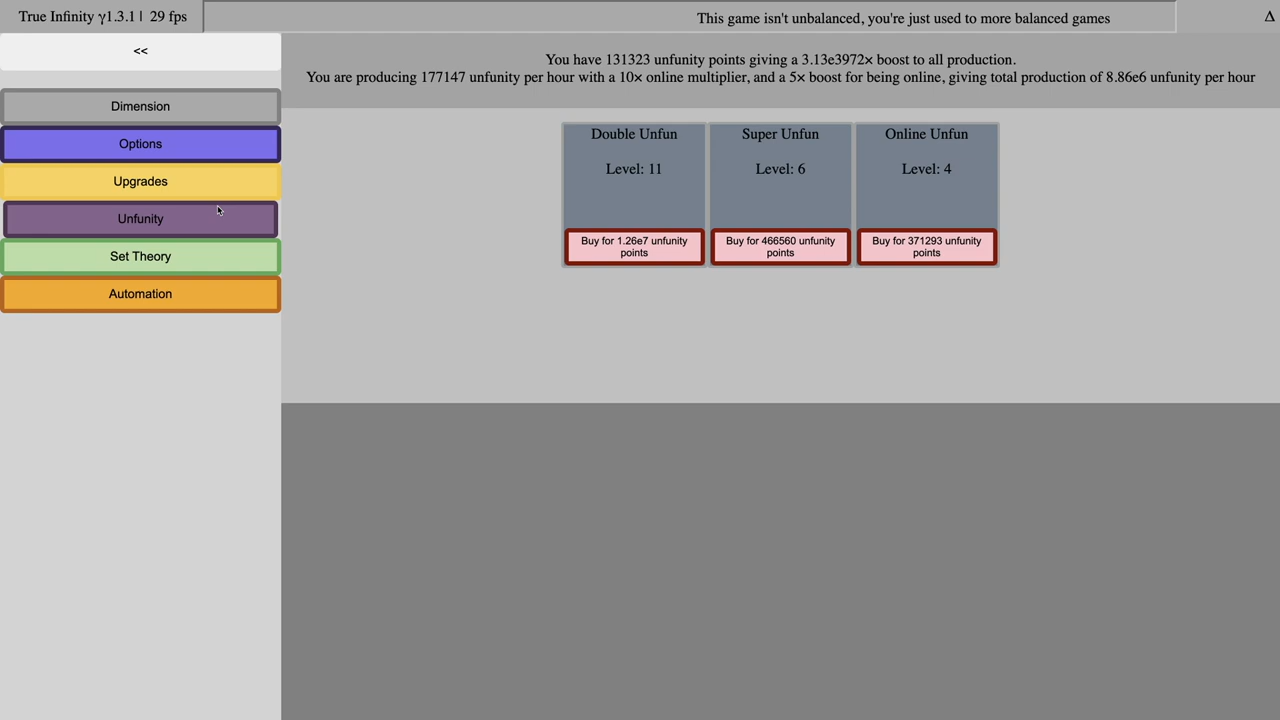 True Infinity γ1.3.1 | 29 fps
This game isn't unbalanced, you're just used to more balanced games
Δ
<<
Dimension
Options
Upgrades
Unfunity
Set Theory
Automation
You have 131323 unfunity points giving a 3.13e3972× boost to all production.
You are producing 177147 unfunity per hour with a 10× online multiplier, and a 5× boost for being online, giving total production of 8.86e6 unfunity per hour
Double Unfun
Level: 11
Buy for 1.26e7 unfunity
points
Super Unfun
Level: 6
Buy for 466560 unfunity
points
Online Unfun
Level: 4
Buy for 371293 unfunity
points